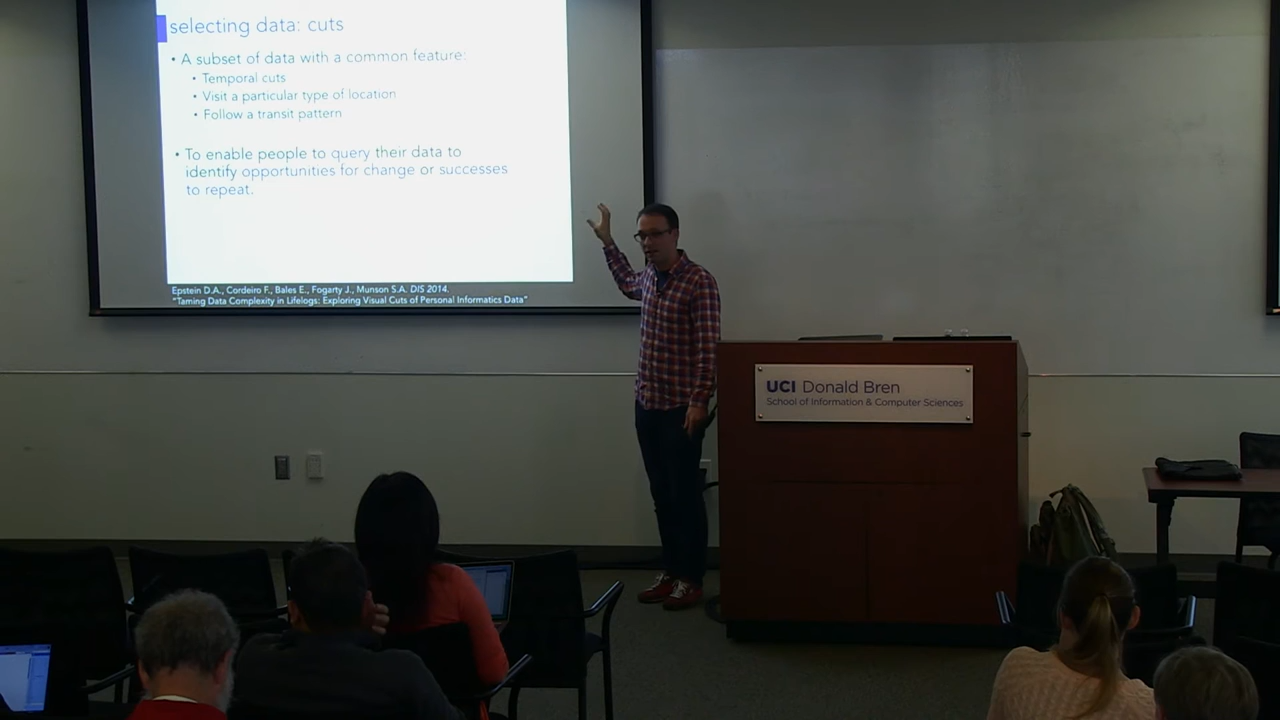 selecting data: cuts
• A subset of data with a common feature:
• Temporal cuts
• Visit a particular type of location
• Follow a transit pattern
• To enable people to query their data to
identify opportunities for change or successes
to repeat.
Epstein D.A., Cordeiro F., Bales E., Fogarty J., Munson S.A. DIS 2014.
"Taming Data Complexity in Lifelogs: Exploring Visual Cuts of Personal Informatics Data"
UCI Donald Bren
School of Information & Computer Sciences